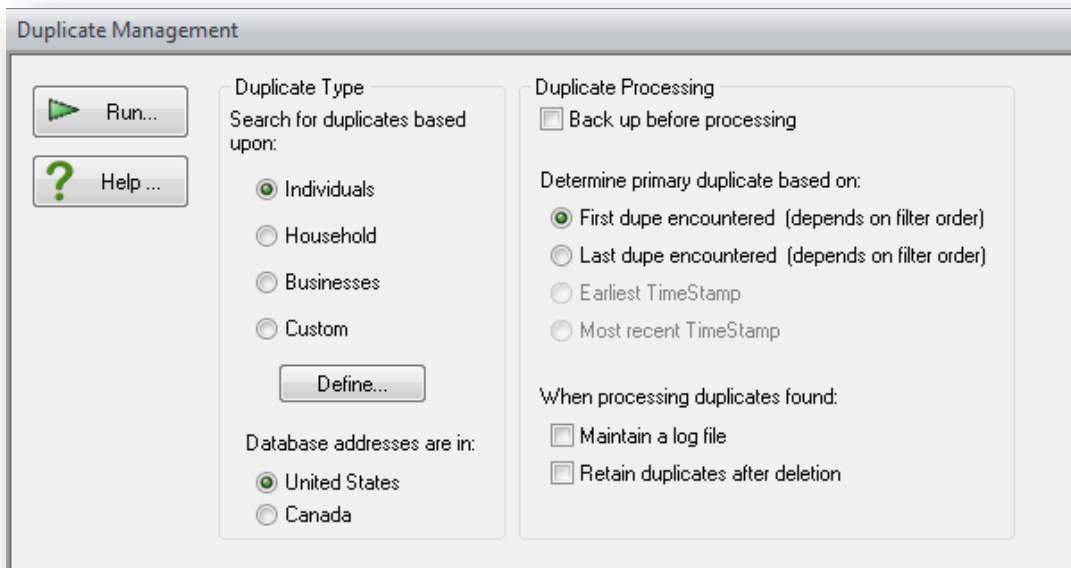 Duplicate Management
Run...
Help ...
Duplicate Type
Search for duplicates based
upon:
Individuals
Household
Businesses
Custom
Define...
Database addresses are in:
United States
Canada
Duplicate Processing
Back up before processing
Determine primary duplicate based on:
First dupe encountered (depends on filter order)
Last dupe encountered (depends on filter order)
Earliest TimeStamp
Most recent TimeStamp
When processing duplicates found:
Maintain a log file
Retain duplicates after deletion